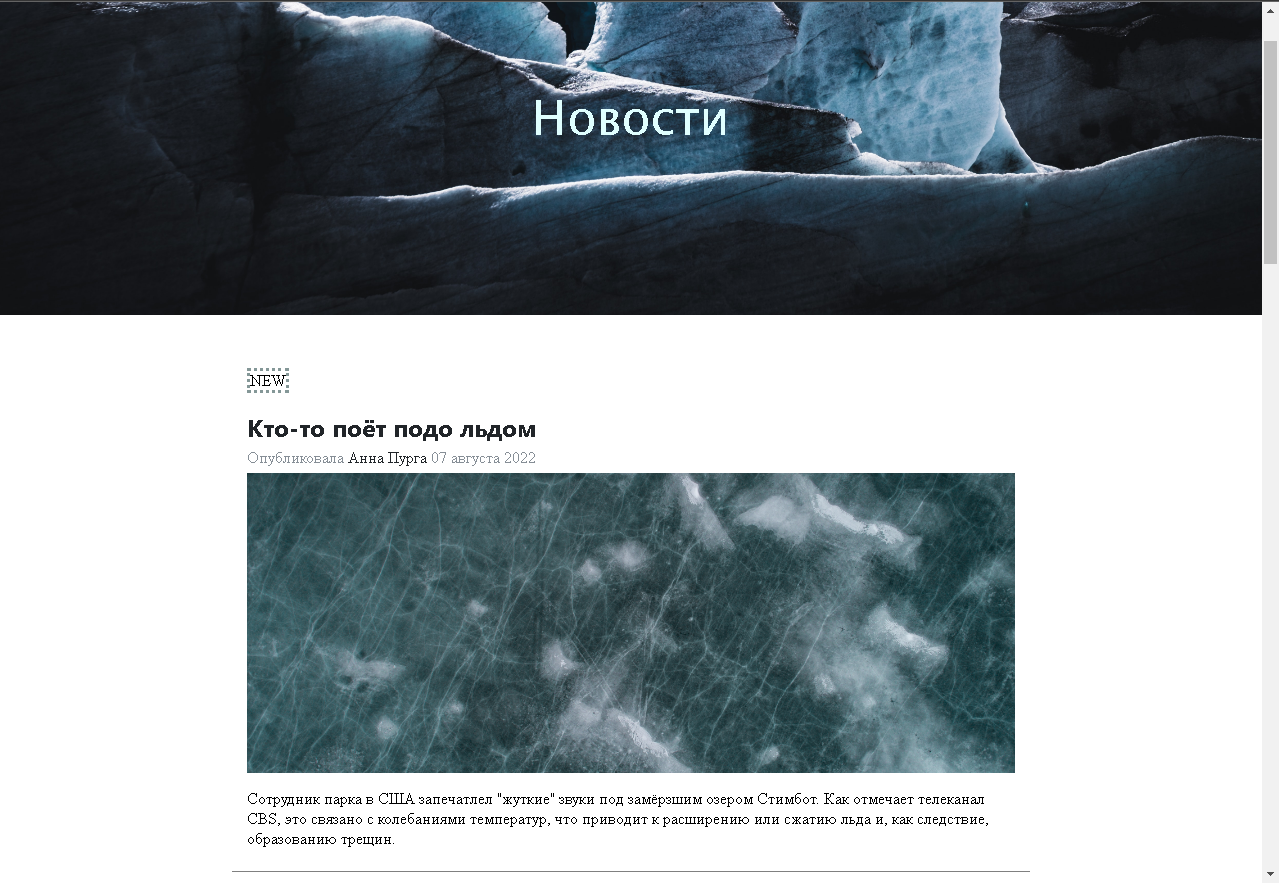 Новости
NEW
Кто-то поёт подо льдом
Опубликовала Анна Пурга 07 августа 2022
Сотрудник парка в США запечатлел "жуткие" звуки под замёрзшим озером Стимбот. Как отмечает телеканал
CBS, это связано с колебаниями температур, что приводит к расширению или сжатию льда и, как следствие,
образованию трещин.